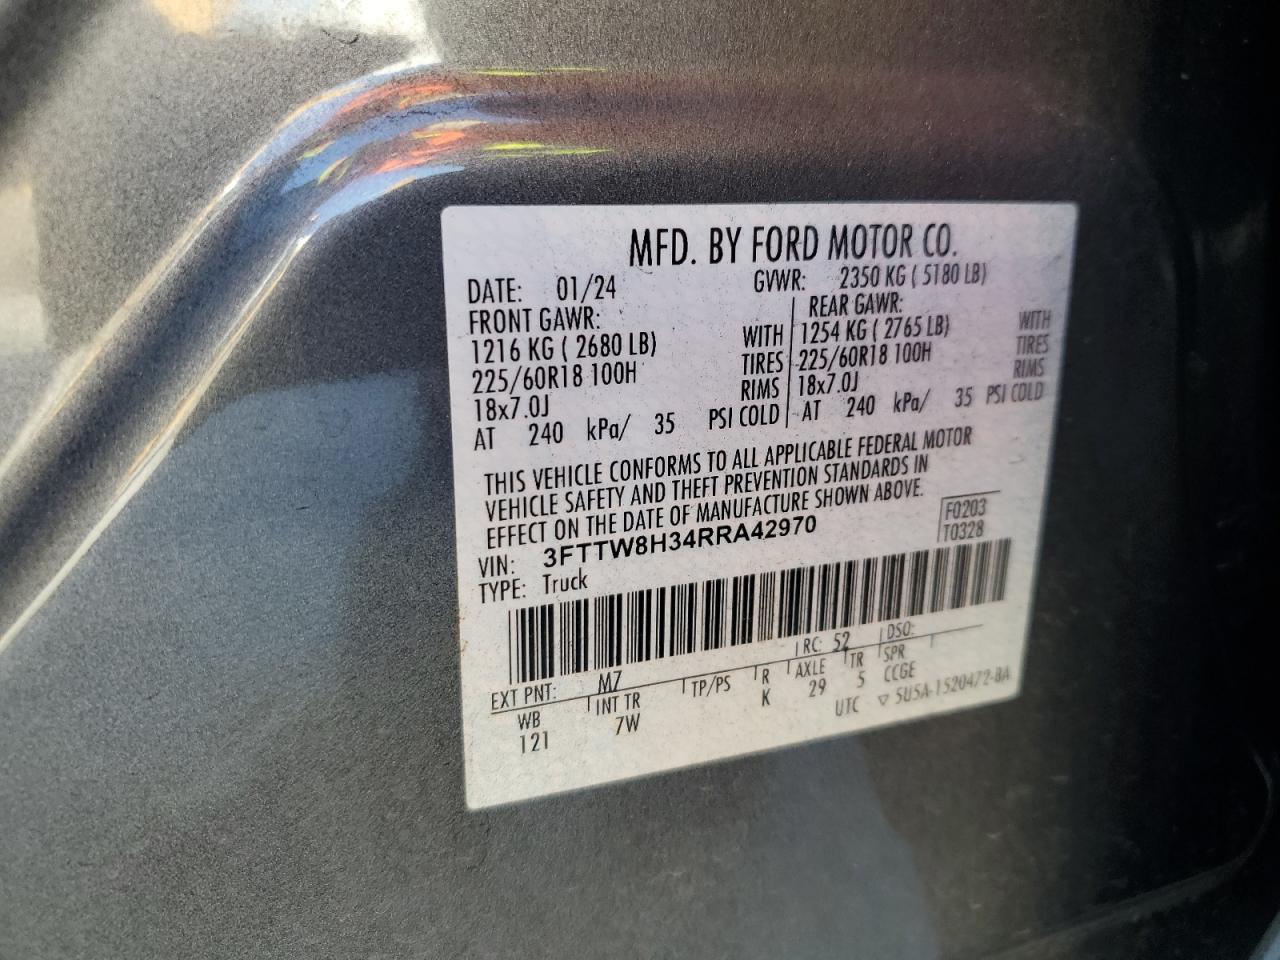 MFD. BY FORD MOTOR CO.
DATE: 01/24 GVWR: 2350 KG ( 5180 LB)
FRONT GAWR: REAR GAWR:
1216 KG ( 2680 LB) WITH 1254 KG ( 2765 LB) WITH
225/60R18 100H TIRES 225/60R18 100H TIRES
18x7.0J RIMS 18x7.0J RIMS
AT 240 kPa/ 35 PSI COLD AT 240 kPa/ 35 PSI COLD
THIS VEHICLE CONFORMS TO ALL APPLICABLE FEDERAL MOTOR
VEHICLE SAFETY AND THEFT PREVENTION STANDARDS IN
EFFECT ON THE DATE OF MANUFACTURE SHOWN ABOVE.
F0203
T0328
VIN: 3FTTW8H34RRA42970
TYPE: Truck
EXT PNT: M7 RC: 52 DSO:
WB INT TR TP/PS R AXLE TR SPR
121 7W K 29 5 CCGE
UTC ▽ 5U5A-1520472-BA